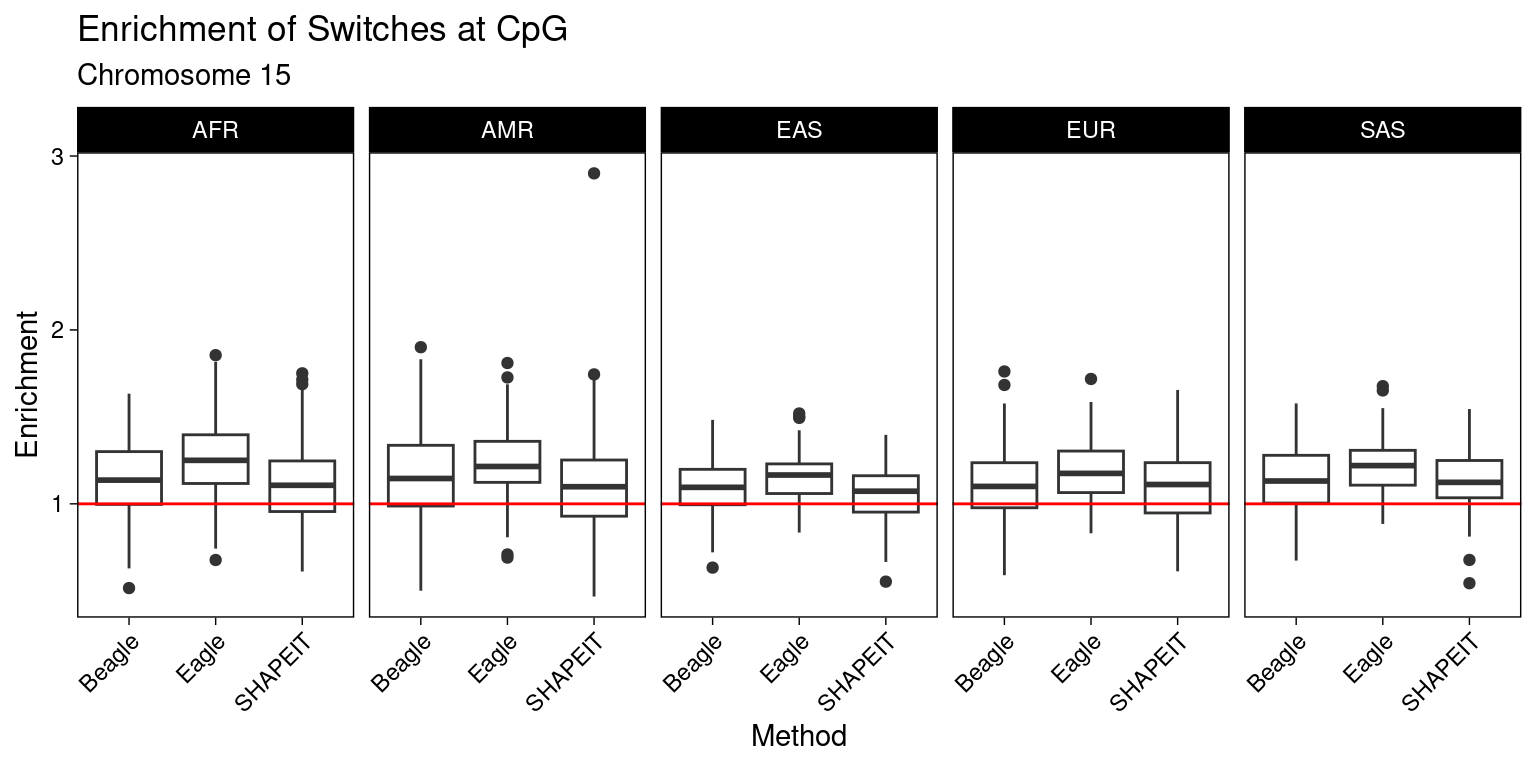 Enrichment of Switches at CpG
Chromosome 15
AFR AMR EAS EUR SAS
Enrichment
3
2
1
Beagle Eagle SHAPEIT Beagle Eagle SHAPEIT Beagle Eagle SHAPEIT Beagle Eagle SHAPEIT Beagle Eagle SHAPEIT
Method